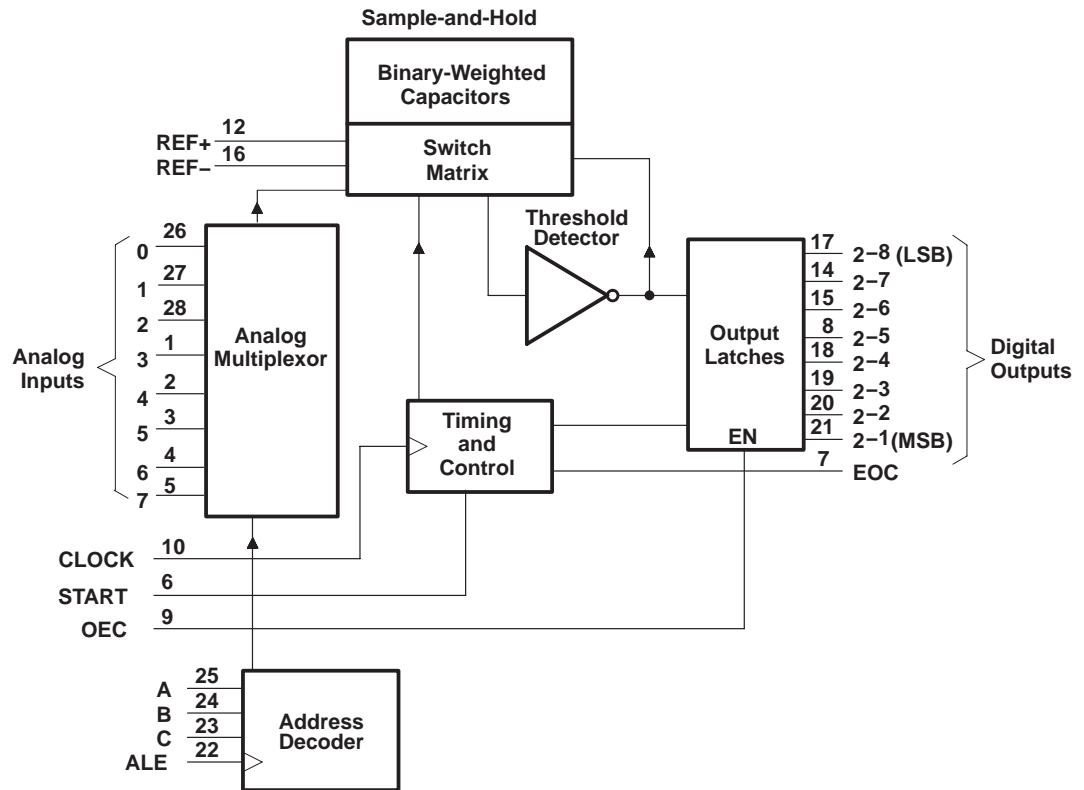 Sample-and-Hold
Binary-Weighted
Capacitors
REF+ 12
REF− 16
Switch
Matrix
Threshold
Detector
Analog
Inputs
0 26
1 27
2 28
3 1
4 2
5 3
6 4
7 5
Analog
Multiplexor
Timing
and
Control
Output
Latches
EN
17 2−8 (LSB)
14 2−7
15 2−6
8 2−5
18 2−4
19 2−3
20 2−2
21 2−1 (MSB)
7 EOC
Digital
Outputs
CLOCK 10
START 6
OEC 9
A 25
B 24
C 23
ALE 22
Address
Decoder